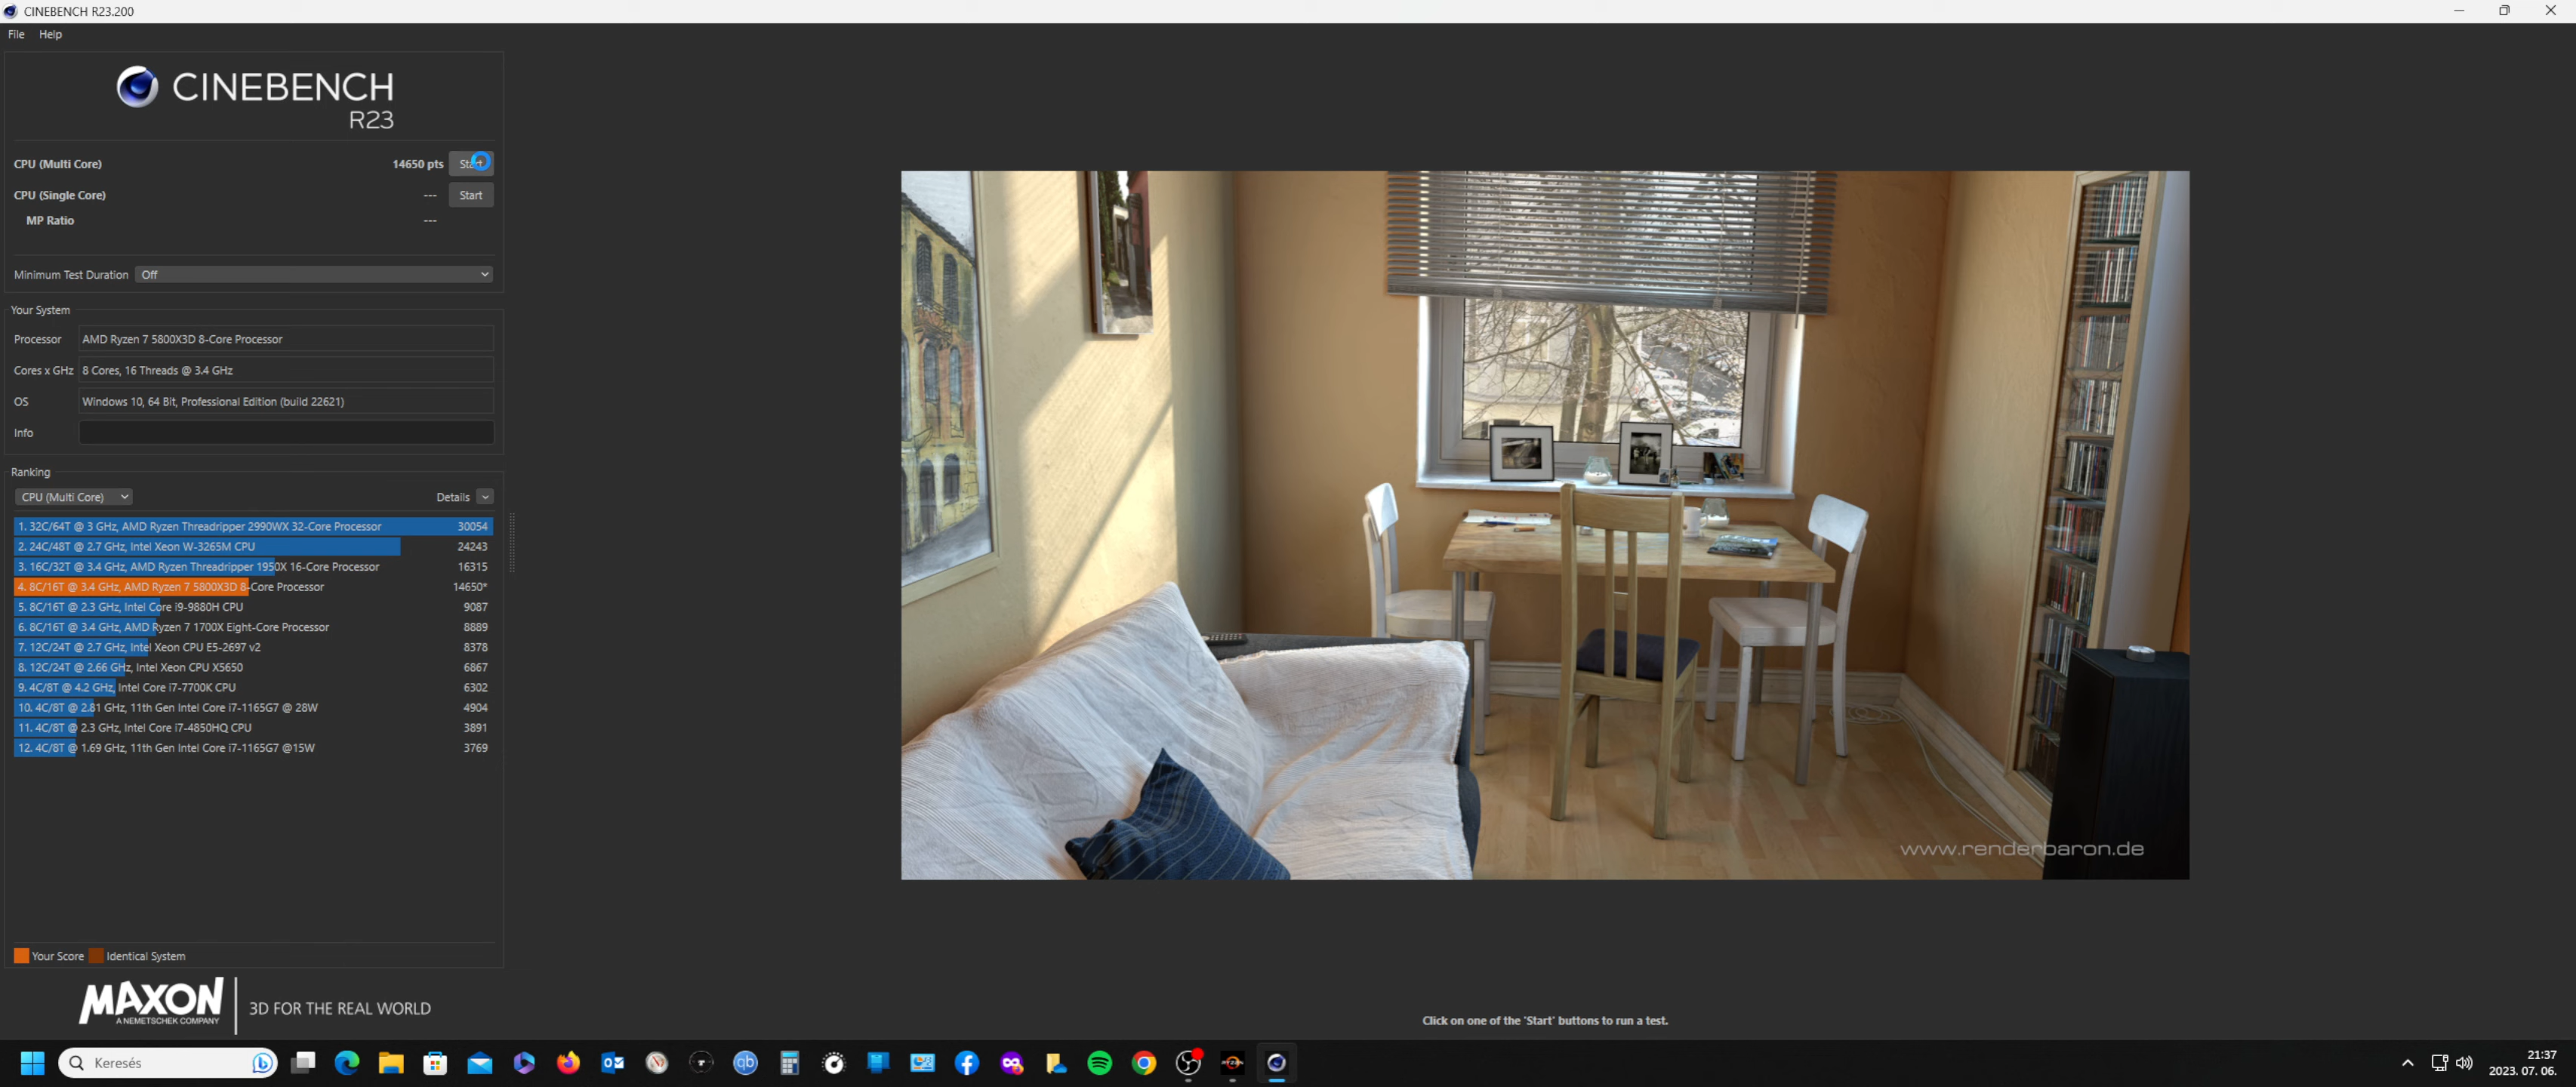 CINEBENCH R23.200
File Help
CINEBENCH
R23
CPU (Multi Core) 14650 pts Start
CPU (Single Core) --- Start
MP Ratio ---
Minimum Test Duration Off
Your System
Processor AMD Ryzen 7 5800X3D 8-Core Processor
Cores x GHz 8 Cores, 16 Threads @ 3.4 GHz
OS Windows 10, 64 Bit, Professional Edition (build 22621)
Info
Ranking
CPU (Multi Core) Details
1. 32C/64T @ 3 GHz, AMD Ryzen Threadripper 2990WX 32-Core Processor 30054
2. 24C/48T @ 2.7 GHz, Intel Xeon W-3265M CPU 24243
3. 16C/32T @ 3.4 GHz, AMD Ryzen Threadripper 1950X 16-Core Processor 16315
4. 8C/16T @ 3.4 GHz, AMD Ryzen 7 5800X3D 8-Core Processor 14650*
5. 8C/16T @ 2.3 GHz, Intel Core i9-9880H CPU 9087
6. 8C/16T @ 3.4 GHz, AMD Ryzen 7 1700X Eight-Core Processor 8889
7. 12C/24T @ 2.7 GHz, Intel Xeon CPU E5-2697 v2 8378
8. 12C/24T @ 2.66 GHz, Intel Xeon CPU X5650 6867
9. 4C/8T @ 4.2 GHz, Intel Core i7-7700K CPU 6302
10. 4C/8T @ 2.81 GHz, 11th Gen Intel Core i7-1165G7 @ 28W 4904
11. 4C/8T @ 2.3 GHz, Intel Core i7-4850HQ CPU 3891
12. 4C/8T @ 1.69 GHz, 11th Gen Intel Core i7-1165G7 @15W 3769
Your Score Identical System
MAXON
A NEMETSCHEK COMPANY
3D FOR THE REAL WORLD
www.renderbaron.de
Click on one of the 'Start' buttons to run a test.
Keresés
qb
RYZEN
21:37
2023. 07. 06.